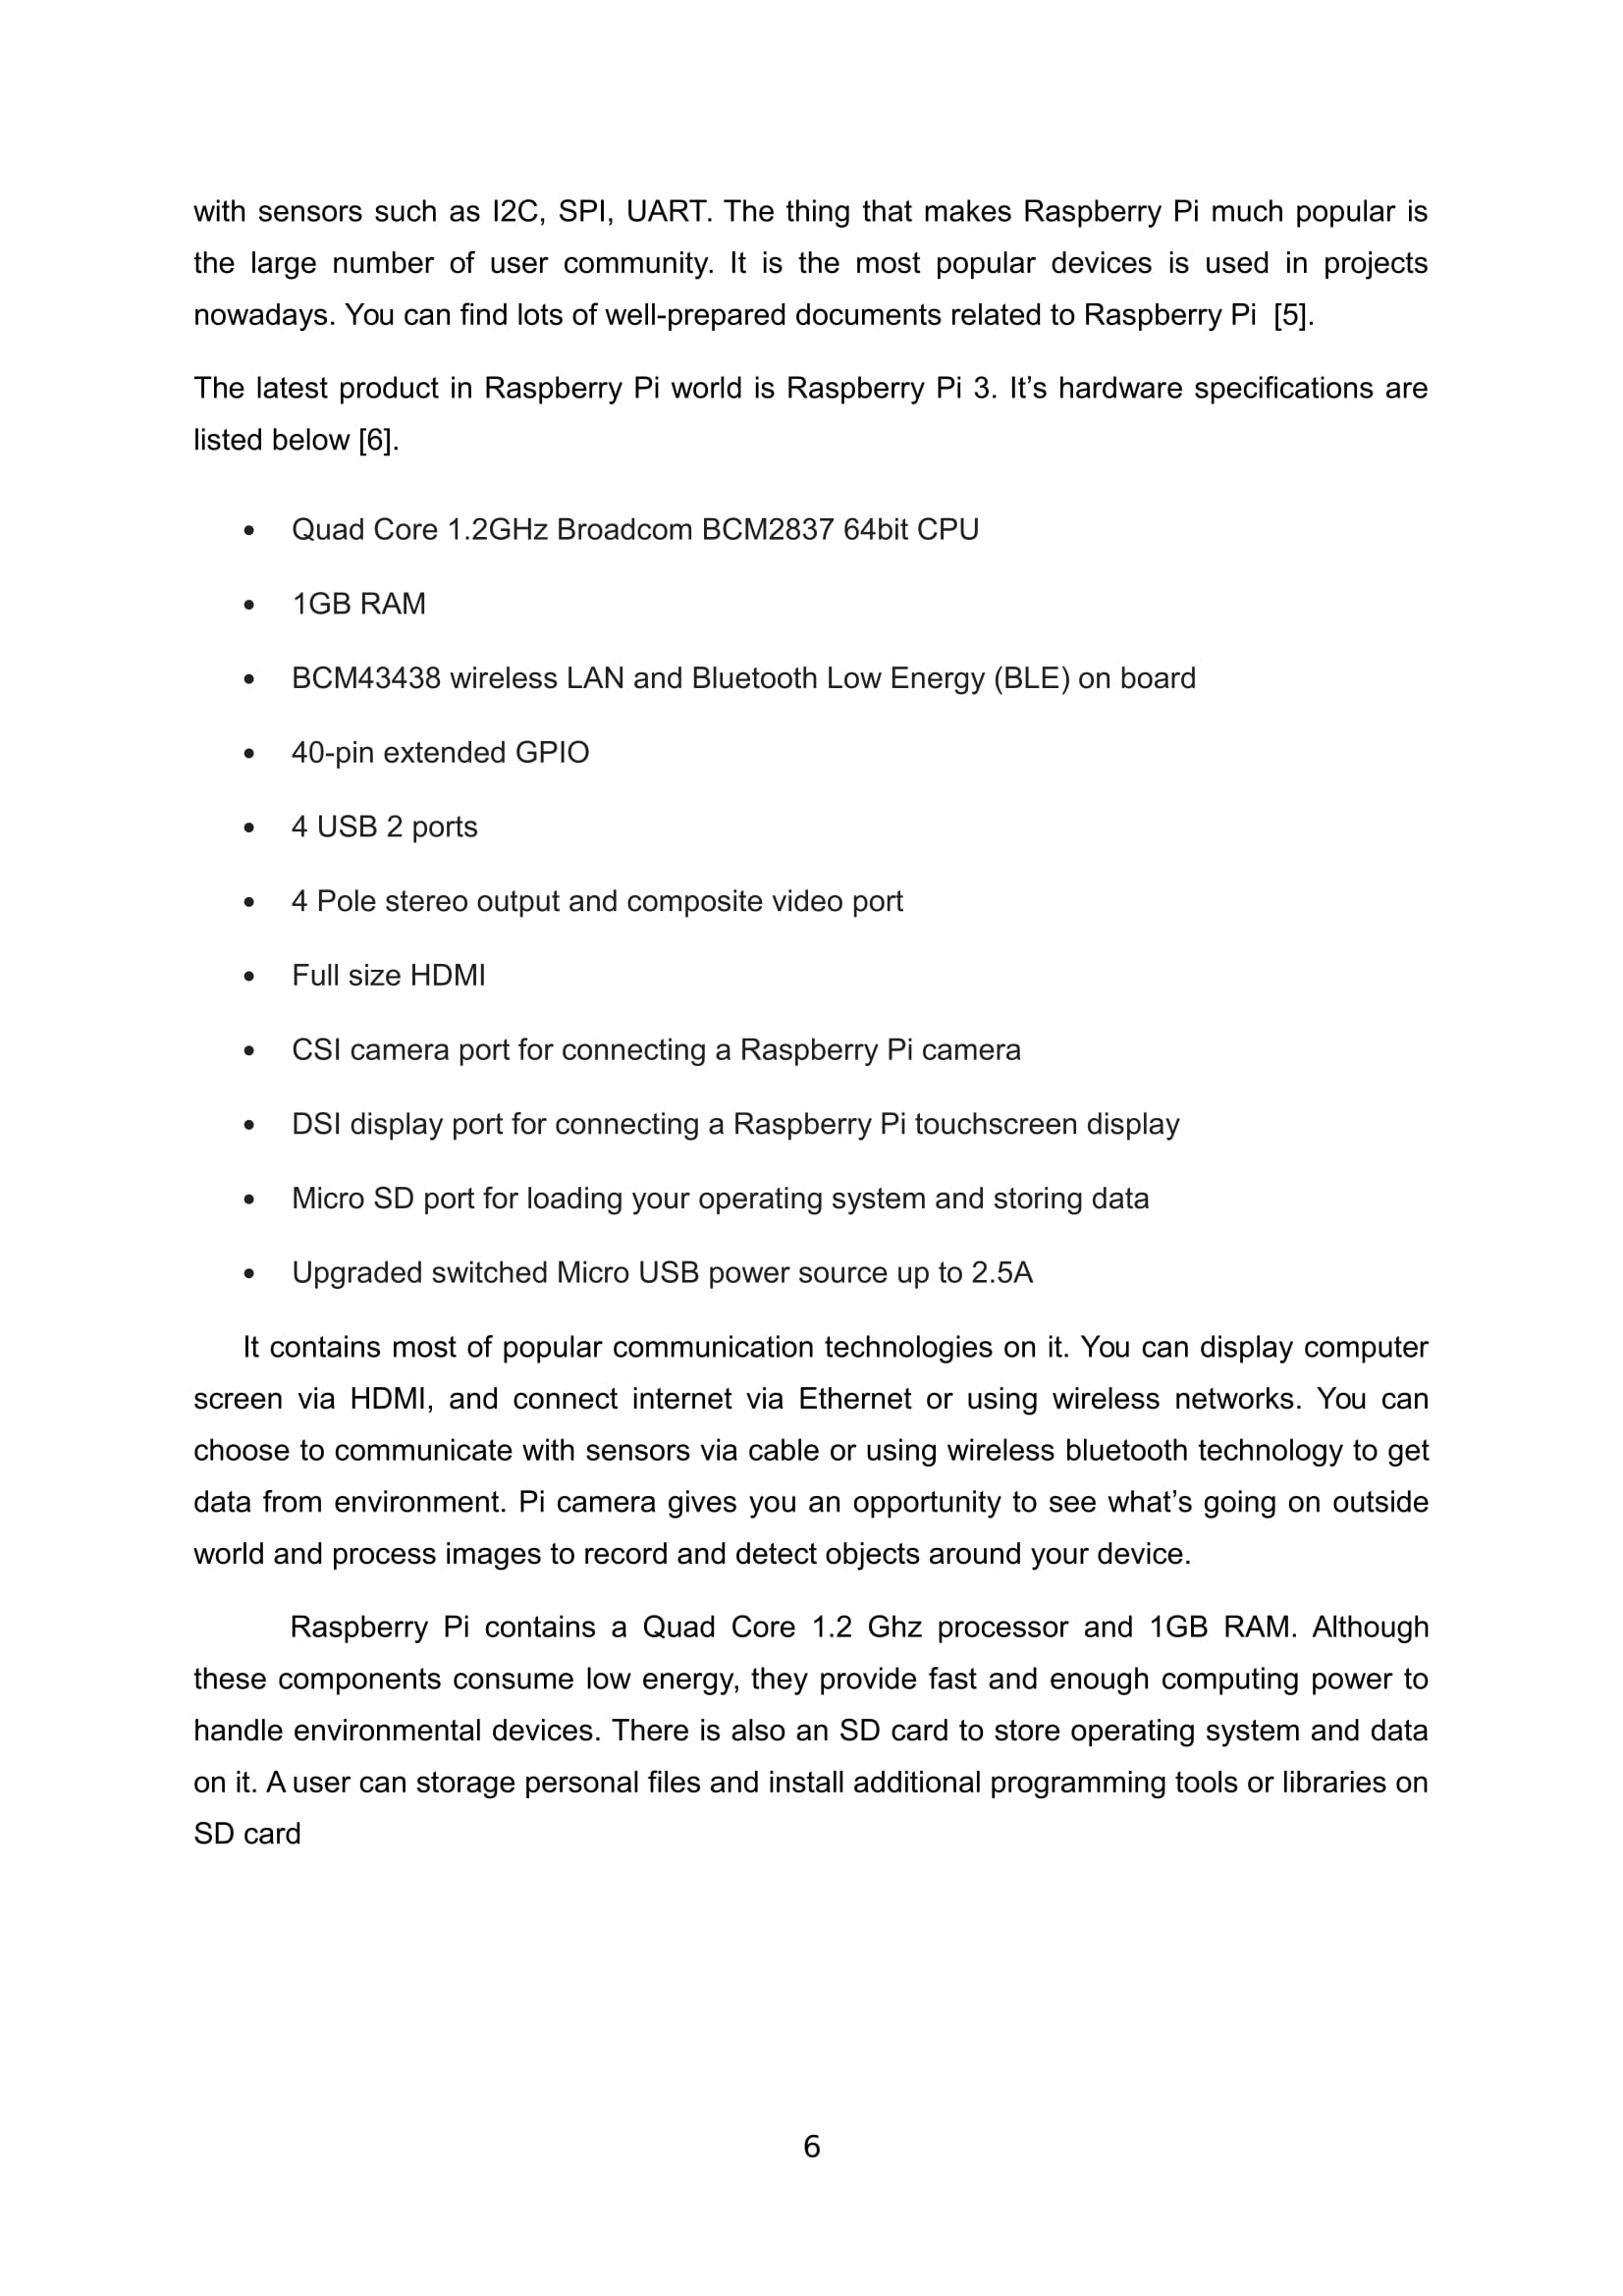 with sensors such as I2C, SPI, UART. The thing that makes Raspberry Pi much popular is
the large number of user community. It is the most popular devices is used in projects
nowadays. You can find lots of well-prepared documents related to Raspberry Pi  [5].
The latest product in Raspberry Pi world is Raspberry Pi 3. It’s hardware specifications are
listed below [6].
• Quad Core 1.2GHz Broadcom BCM2837 64bit CPU
• 1GB RAM
• BCM43438 wireless LAN and Bluetooth Low Energy (BLE) on board
• 40-pin extended GPIO
• 4 USB 2 ports
• 4 Pole stereo output and composite video port
• Full size HDMI
• CSI camera port for connecting a Raspberry Pi camera
• DSI display port for connecting a Raspberry Pi touchscreen display
• Micro SD port for loading your operating system and storing data
• Upgraded switched Micro USB power source up to 2.5A
It contains most of popular communication technologies on it. You can display computer
screen via HDMI, and connect internet via Ethernet or using wireless networks. You can
choose to communicate with sensors via cable or using wireless bluetooth technology to get
data from environment. Pi camera gives you an opportunity to see what’s going on outside
world and process images to record and detect objects around your device.
Raspberry Pi contains a Quad Core 1.2 Ghz processor and 1GB RAM. Although
these components consume low energy, they provide fast and enough computing power to
handle environmental devices. There is also an SD card to store operating system and data
on it. A user can storage personal files and install additional programming tools or libraries on
SD card
6